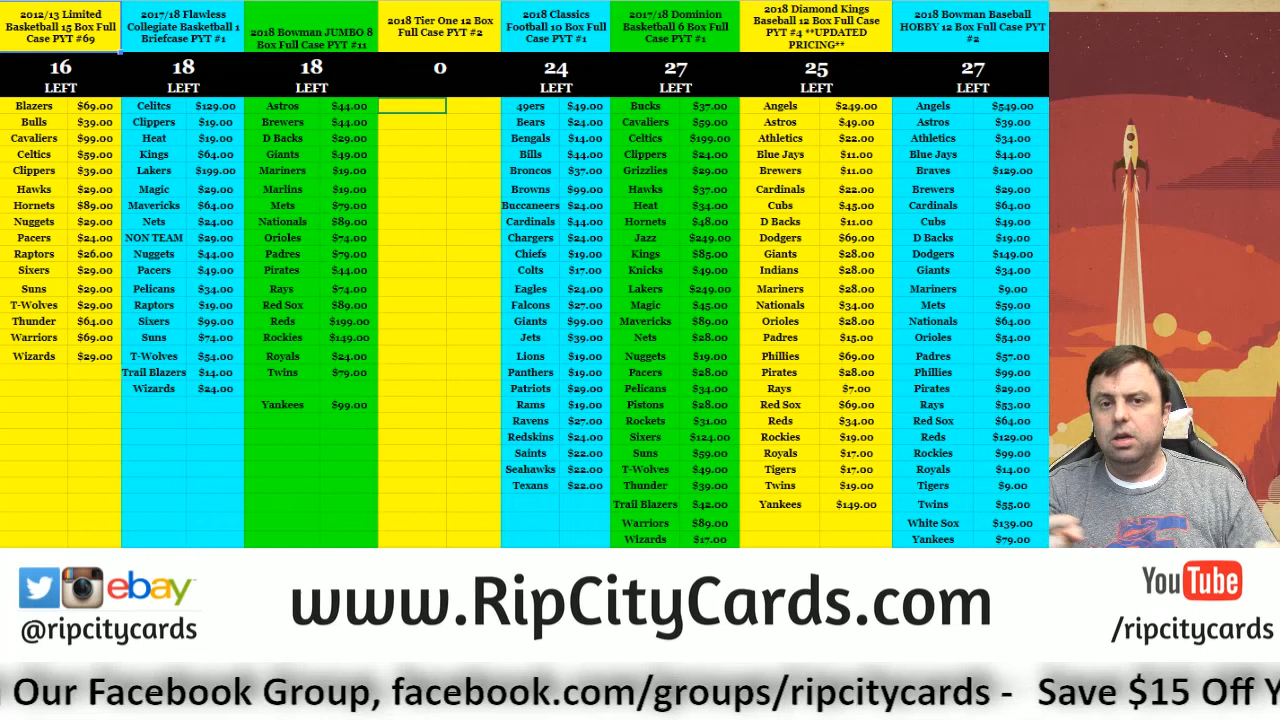 2012/13 Limited
Basketball 15 Box Full
Case PYT #69
16
LEFT
Blazers $69.00
Bulls $39.00
Cavaliers $99.00
Celtics $59.00
Clippers $39.00
Hawks $29.00
Hornets $89.00
Nuggets $29.00
Pacers $24.00
Raptors $26.00
Sixers $29.00
Suns $29.00
T-Wolves $29.00
Thunder $64.00
Warriors $69.00
Wizards $29.00
2017/18 Flawless
Collegiate Basketball 1
Briefcase PYT #1
18
LEFT
Celitcs $129.00
Clippers $19.00
Heat $19.00
Kings $64.00
Lakers $199.00
Magic $29.00
Mavericks $64.00
Nets $24.00
NON TEAM $29.00
Nuggets $44.00
Pacers $49.00
Pelicans $34.00
Raptors $19.00
Sixers $99.00
Suns $74.00
T-Wolves $54.00
Trail Blazers $14.00
Wizards $24.00
2018 Bowman JUMBO 8
Box Full Case PYT #11
18
LEFT
Astros $44.00
Brewers $44.00
D Backs $29.00
Giants $49.00
Mariners $19.00
Marlins $19.00
Mets $79.00
Nationals $89.00
Orioles $74.00
Padres $79.00
Pirates $44.00
Rays $74.00
Red Sox $89.00
Reds $199.00
Rockies $149.00
Royals $24.00
Twins $79.00
Yankees $99.00
2018 Tier One 12 Box
Full Case PYT #2
0
LEFT
2018 Classics
Football 10 Box Full
Case PYT #1
24
LEFT
49ers $49.00
Bears $24.00
Bengals $14.00
Bills $44.00
Broncos $37.00
Browns $99.00
Buccaneers $24.00
Cardinals $44.00
Chargers $24.00
Chiefs $19.00
Colts $17.00
Eagles $24.00
Falcons $27.00
Giants $99.00
Jets $39.00
Lions $19.00
Panthers $19.00
Patriots $29.00
Rams $19.00
Ravens $27.00
Redskins $24.00
Saints $22.00
Seahawks $22.00
Texans $22.00
2017/18 Dominion
Basketball 6 Box Full
Case PYT #1
27
LEFT
Bucks $37.00
Cavaliers $59.00
Celtics $199.00
Clippers $24.00
Grizzlies $29.00
Hawks $37.00
Heat $34.00
Hornets $48.00
Jazz $249.00
Kings $85.00
Knicks $49.00
Lakers $249.00
Magic $45.00
Mavericks $89.00
Nets $28.00
Nuggets $19.00
Pacers $28.00
Pelicans $34.00
Pistons $28.00
Rockets $31.00
Sixers $124.00
Suns $59.00
T-Wolves $49.00
Thunder $39.00
Trail Blazers $42.00
Warriors $89.00
Wizards $17.00
2018 Diamond Kings
Baseball 12 Box Full Case
PYT #4 **UPDATED
PRICING**
25
LEFT
Angels $249.00
Astros $49.00
Athletics $22.00
Blue Jays $11.00
Brewers $11.00
Cardinals $22.00
Cubs $45.00
D Backs $11.00
Dodgers $69.00
Giants $28.00
Indians $28.00
Mariners $28.00
Nationals $34.00
Orioles $28.00
Padres $15.00
Phillies $69.00
Pirates $28.00
Rays $7.00
Red Sox $69.00
Reds $34.00
Rockies $19.00
Royals $17.00
Tigers $17.00
Twins $19.00
Yankees $149.00
2018 Bowman Baseball
HOBBY 12 Box Full Case PYT
#2
27
LEFT
Angels $549.00
Astros $39.00
Athletics $34.00
Blue Jays $44.00
Braves $129.00
Brewers $29.00
Cardinals $64.00
Cubs $49.00
D Backs $19.00
Dodgers $149.00
Giants $34.00
Mariners $9.00
Mets $59.00
Nationals $64.00
Orioles $54.00
Padres $57.00
Phillies $99.00
Pirates $29.00
Rays $53.00
Red Sox $64.00
Reds $129.00
Rockies $99.00
Royals $14.00
Tigers $9.00
Twins $55.00
White Sox $139.00
Yankees $79.00
ebay
@ripcitycards
www.RipCityCards.com
YouTube
/ripcitycards
Our Facebook Group, facebook.com/groups/ripcitycards - Save $15 Off